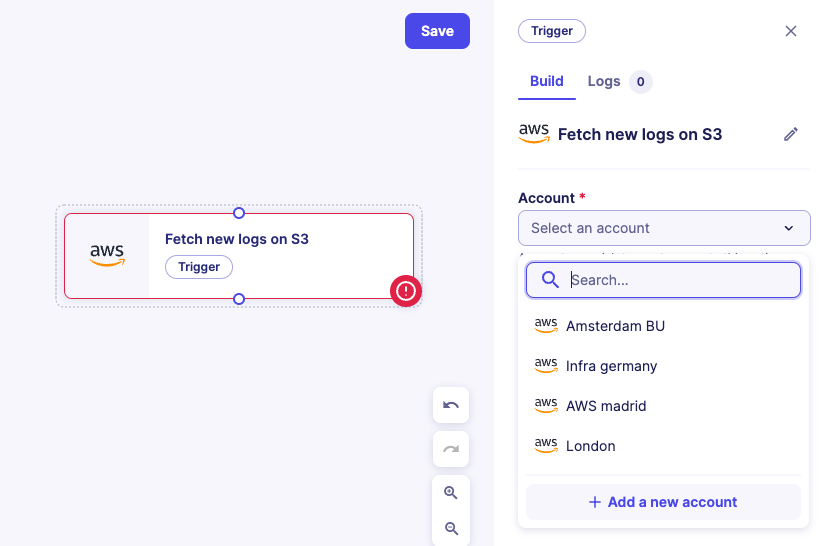 Save
aws
Fetch new logs on S3
Trigger
Trigger
Build
Logs
0
aws
Fetch new logs on S3
Account *
Select an account
Search...
aws
Amsterdam BU
aws
Infra germany
aws
AWS madrid
aws
London
+ Add a new account